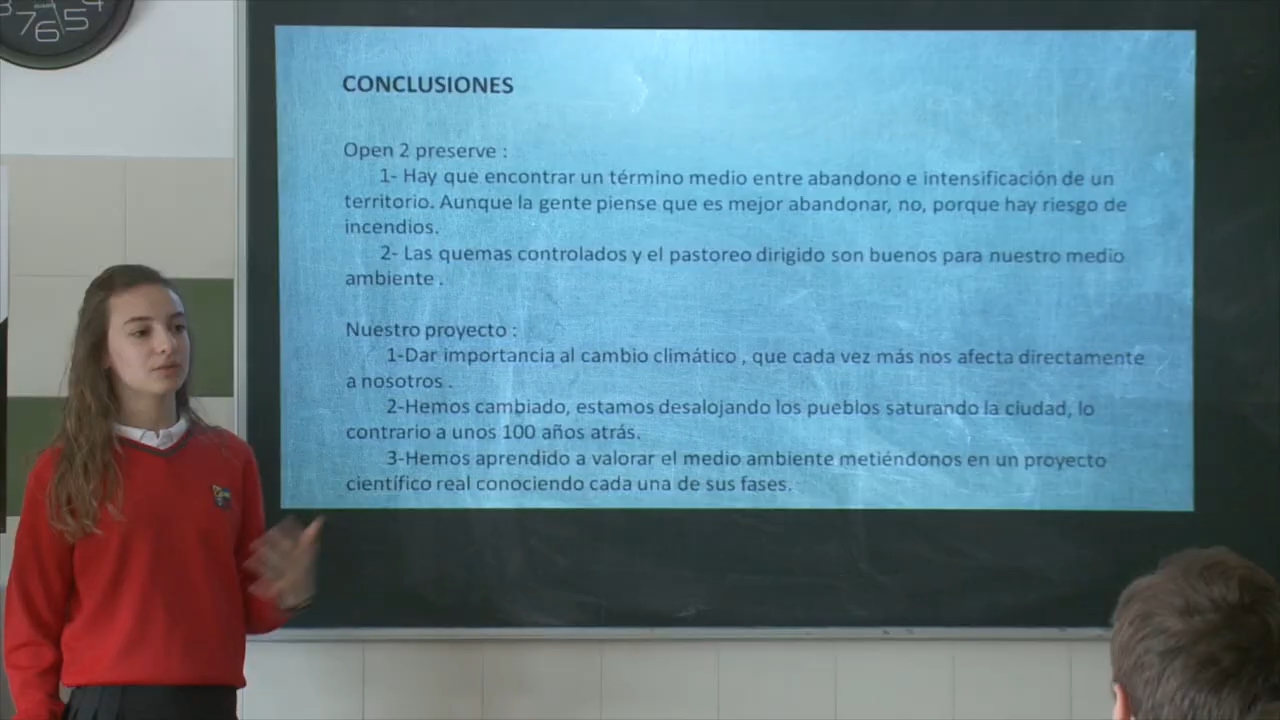 CONCLUSIONES
Open 2 preserve :
1- Hay que encontrar un término medio entre abandono e intensificación de un
territorio. Aunque la gente piense que es mejor abandonar, no, porque hay riesgo de
incendios.
2- Las quemas controlados y el pastoreo dirigido son buenos para nuestro medio
ambiente .
Nuestro proyecto :
1-Dar importancia al cambio climático , que cada vez más nos afecta directamente
a nosotros .
2-Hemos cambiado, estamos desalojando los pueblos saturando la ciudad, lo
contrario a unos 100 años atrás.
3-Hemos aprendido a valorar el medio ambiente metiéndonos en un proyecto
científico real conociendo cada una de sus fases.
7 6 5